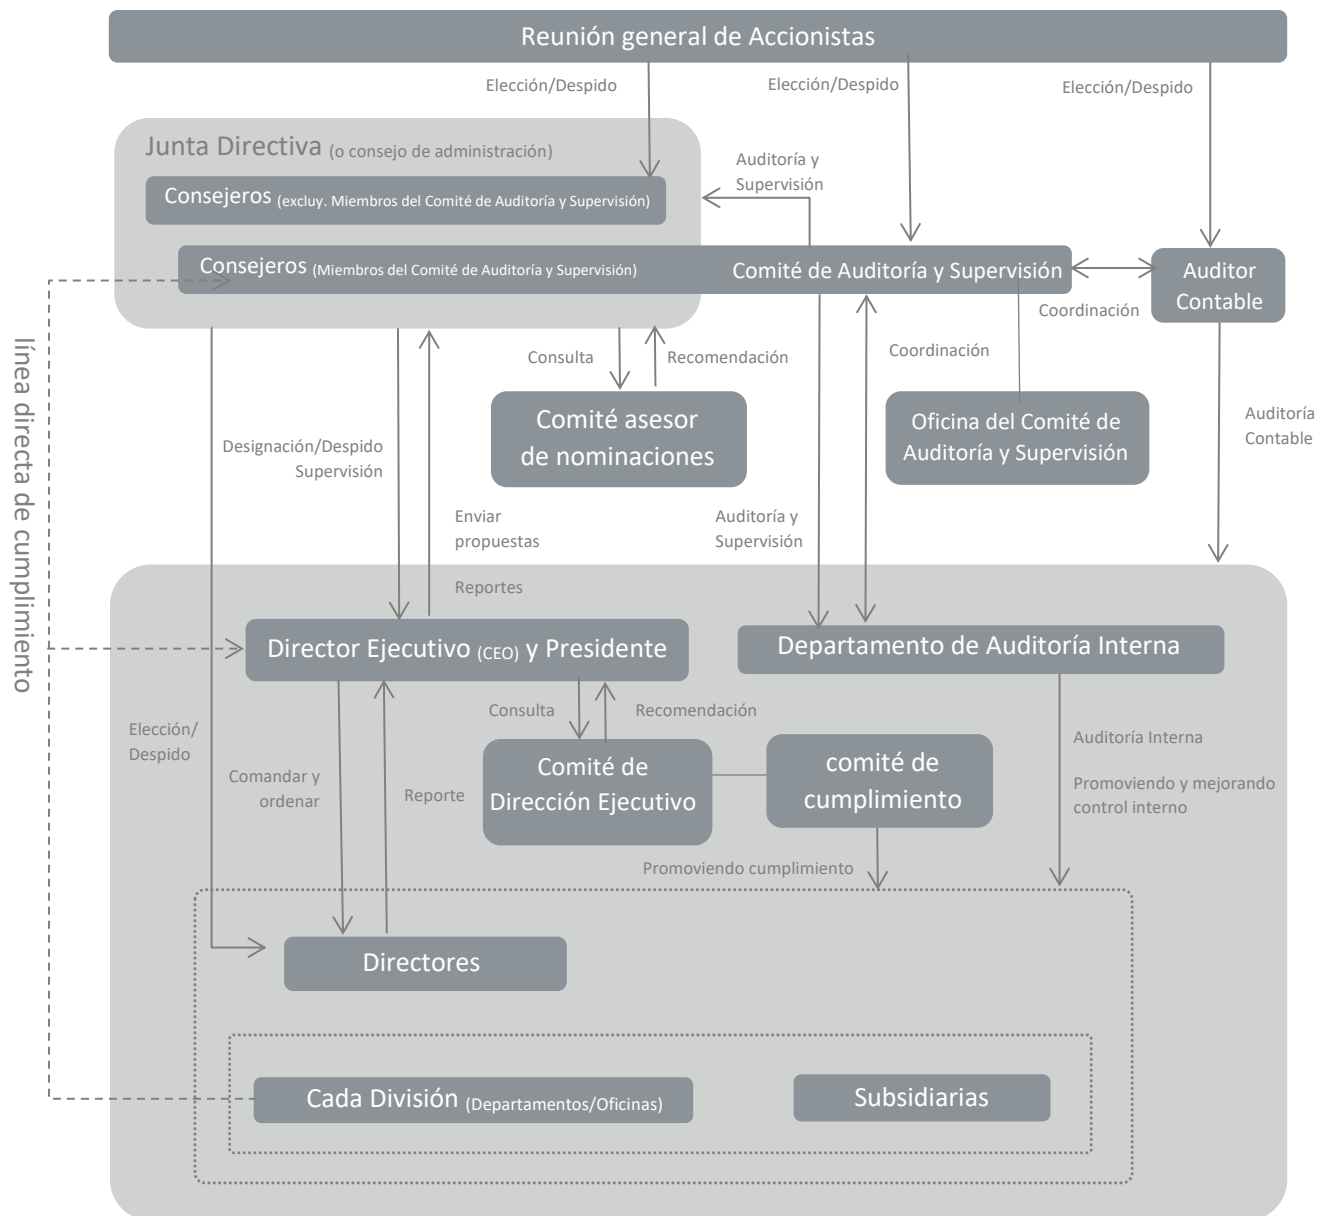 Reunión general de Accionistas
Elección/Despido
Elección/Despido
Elección/Despido
Junta Directiva (o consejo de administración)
Auditoría y
Supervisión
Consejeros (excluy. Miembros del Comité de Auditoría y Supervisión)
Consejeros (Miembros del Comité de Auditoría y Supervisión)
Comité de Auditoría y Supervisión
Auditor
Contable
Coordinación
línea directa de cumplimiento
Consulta
Recomendación
Coordinación
Comité asesor
de nominaciones
Oficina del Comité de
Auditoría y Supervisión
Auditoría
Contable
Designación/Despido
Supervisión
Enviar
propuestas
Reportes
Auditoría y
Supervisión
Director Ejecutivo (CEO) y Presidente
Departamento de Auditoría Interna
Consulta
Recomendación
Elección/
Despido
Comandar y
ordenar
Reporte
Comité de
Dirección Ejecutivo
comité de
cumplimiento
Auditoría Interna
Promoviendo y mejorando
control interno
Promoviendo cumplimiento
Directores
Cada División (Departamentos/Oficinas)
Subsidiarias